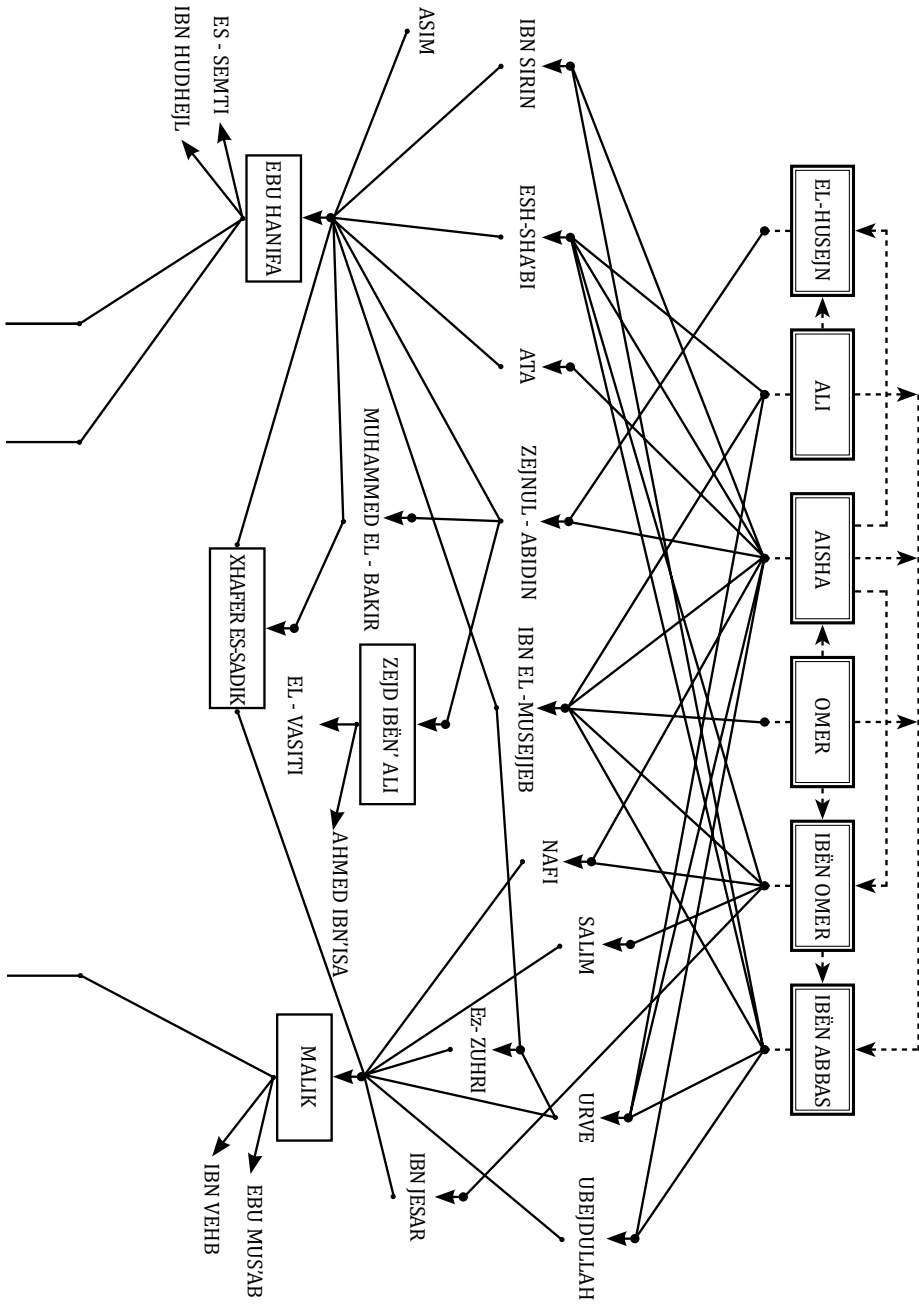 EL-HUSEJN
ALI
AISHA
OMER
IBËN OMER
IBËN ABBAS
IBN SIRIN
ESH-SHA'BI
ATA
ZEJNUL - ABIDIN
IBN EL -MUSEJJEB
NAFI
SALIM
Ez- ZUHRI
URVE
IBN JESAR
UBEJDULLAH
ASIM
MUHAMMED EL - BAKIR
ZEJD IBËN' ALI
EBU HANIFA
XHAFER ES-SADIK
EL - VASITI
AHMED IBN'ISA
MALIK
ES - SEMTI
IBN HUDHEJL
EBU MUS'AB
IBN VEHB